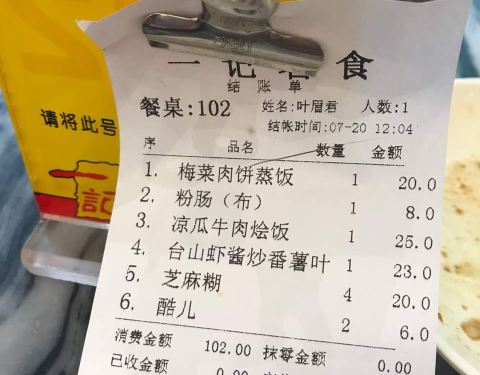 一记名食
结账单
餐桌:102 姓名:叶眉君 人数:1
结帐时间:07-20 12:04
序 品名 数量 金额
1. 梅菜肉饼蒸饭 1 20.0
2. 粉肠（布） 1 8.0
3. 凉瓜牛肉烩饭 1 25.0
4. 台山虾酱炒番薯叶 1 23.0
5. 芝麻糊 4 20.0
6. 酷儿 2 6.0
消费金额 102.00 抹零金额 0.00
已收金额 0.00
请将此号
记
deli